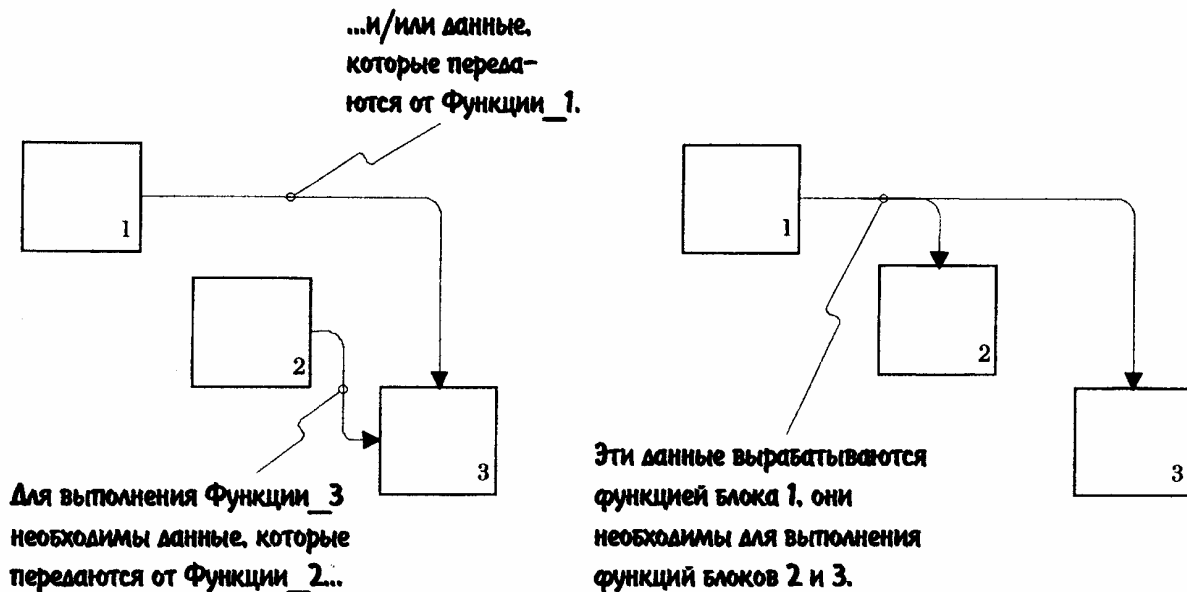 ...и/или данные,
которые переда-
ются от Функции_1.
1
2
3
Для выполнения Функции_3
необходимы данные, которые
передаются от Функции_2...
1
2
3
Эти данные вырабатываются
функцией блока 1, они
необходимы для выполнения
функций блоков 2 и 3.